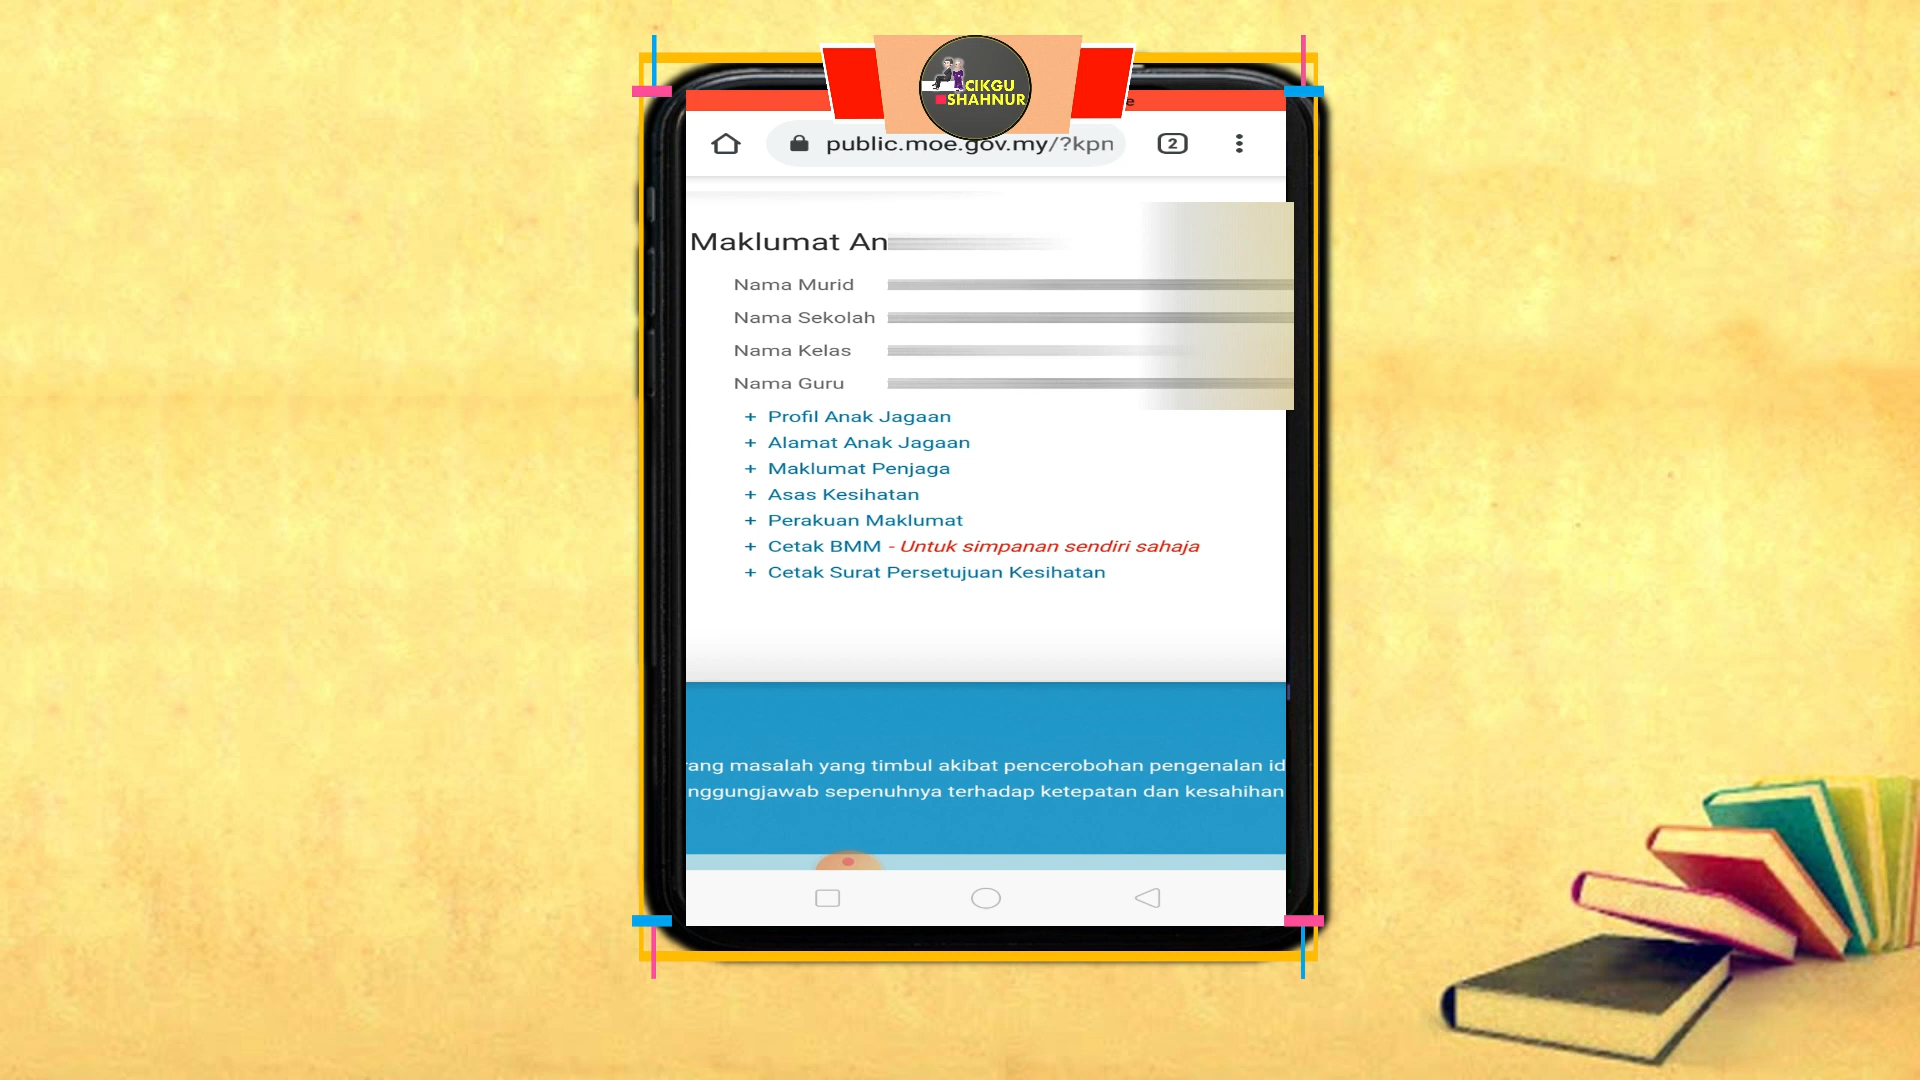 CIKGU
SHAHNUR
public.moe.gov.my/?kpn
2
Maklumat An
Nama Murid
Nama Sekolah
Nama Kelas
Nama Guru
+ Profil Anak Jagaan
+ Alamat Anak Jagaan
+ Maklumat Penjaga
+ Asas Kesihatan
+ Perakuan Maklumat
+ Cetak BMM - Untuk simpanan sendiri sahaja
+ Cetak Surat Persetujuan Kesihatan
ang masalah yang timbul akibat pencerobohan pengenalan id
nggungjawab sepenuhnya terhadap ketepatan dan kesahihan